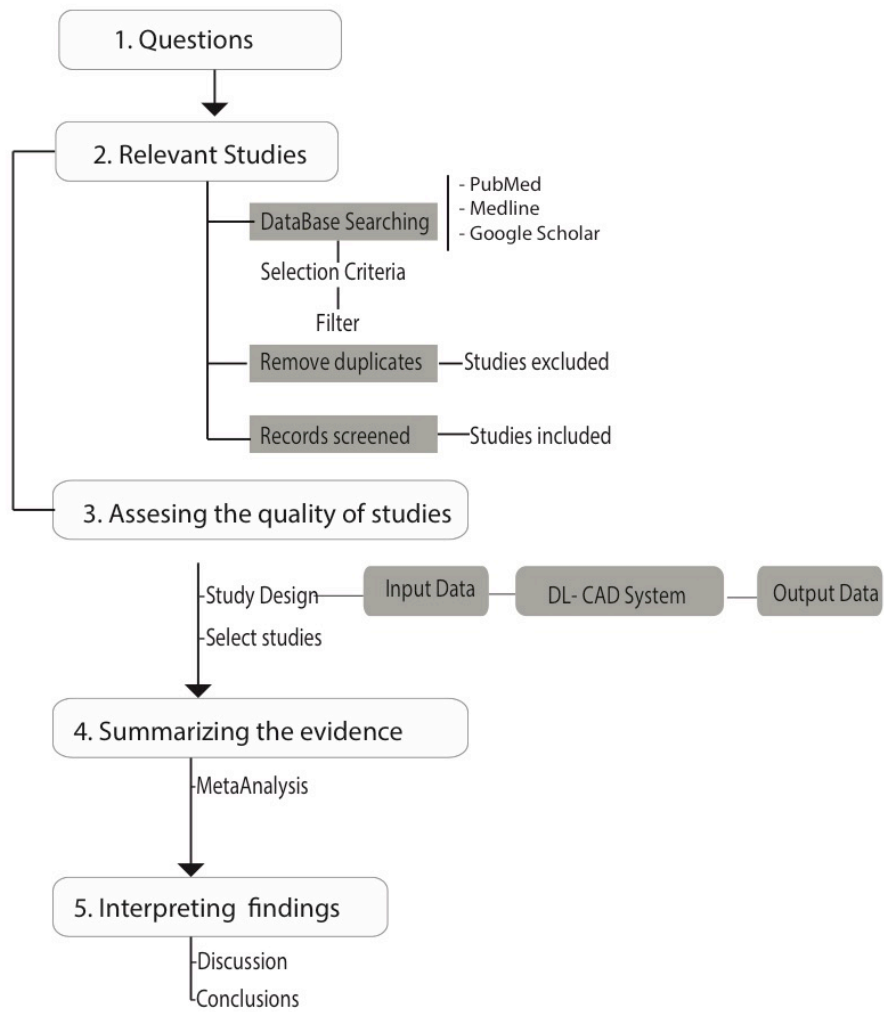 1. Questions
2. Relevant Studies
DataBase Searching
- PubMed
- Medline
- Google Scholar
Selection Criteria
Filter
Remove duplicates
Studies excluded
Records screened
Studies included
3. Assesing the quality of studies
Study Design
Input Data
DL- CAD System
Output Data
Select studies
4. Summarizing the evidence
MetaAnalysis
5. Interpreting findings
Discussion
Conclusions